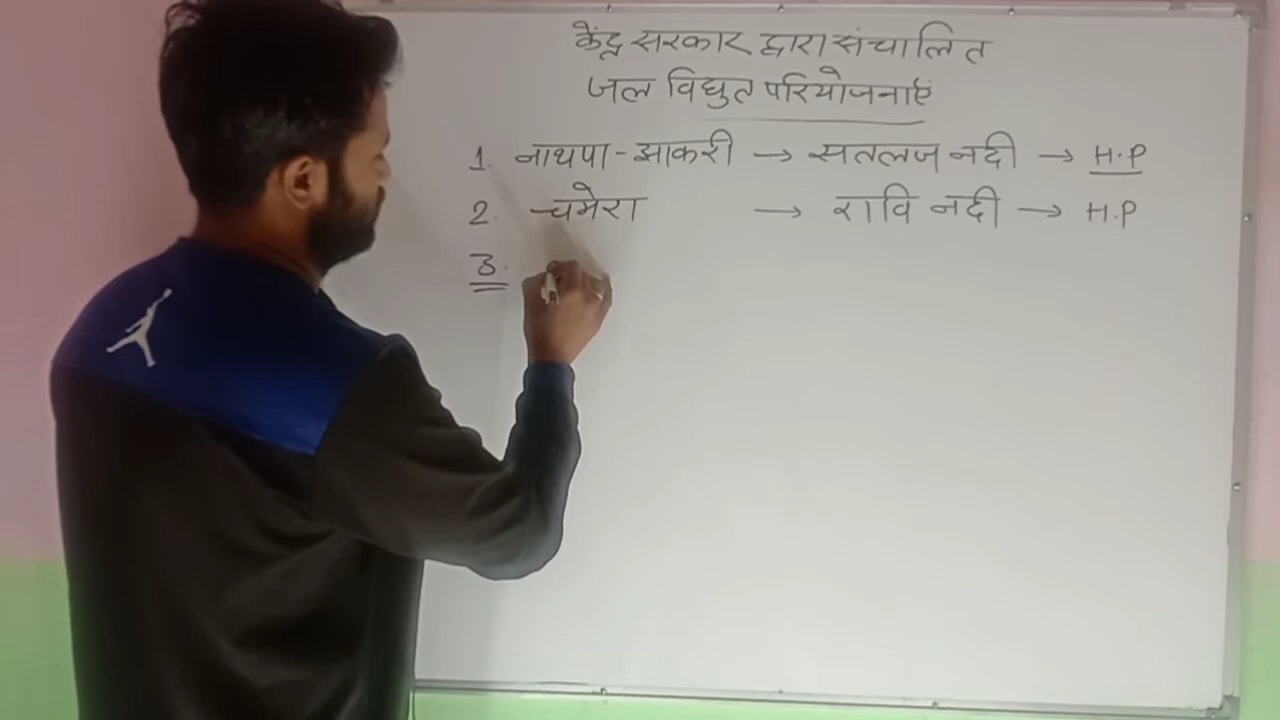 केंद्र सरकार द्वारा संचालित
जल विद्युत परियोजनाएं
1. नाथपा-झाकरी → सतलज नदी → H.P
2. चमेरा → रावि नदी → H.P
3.